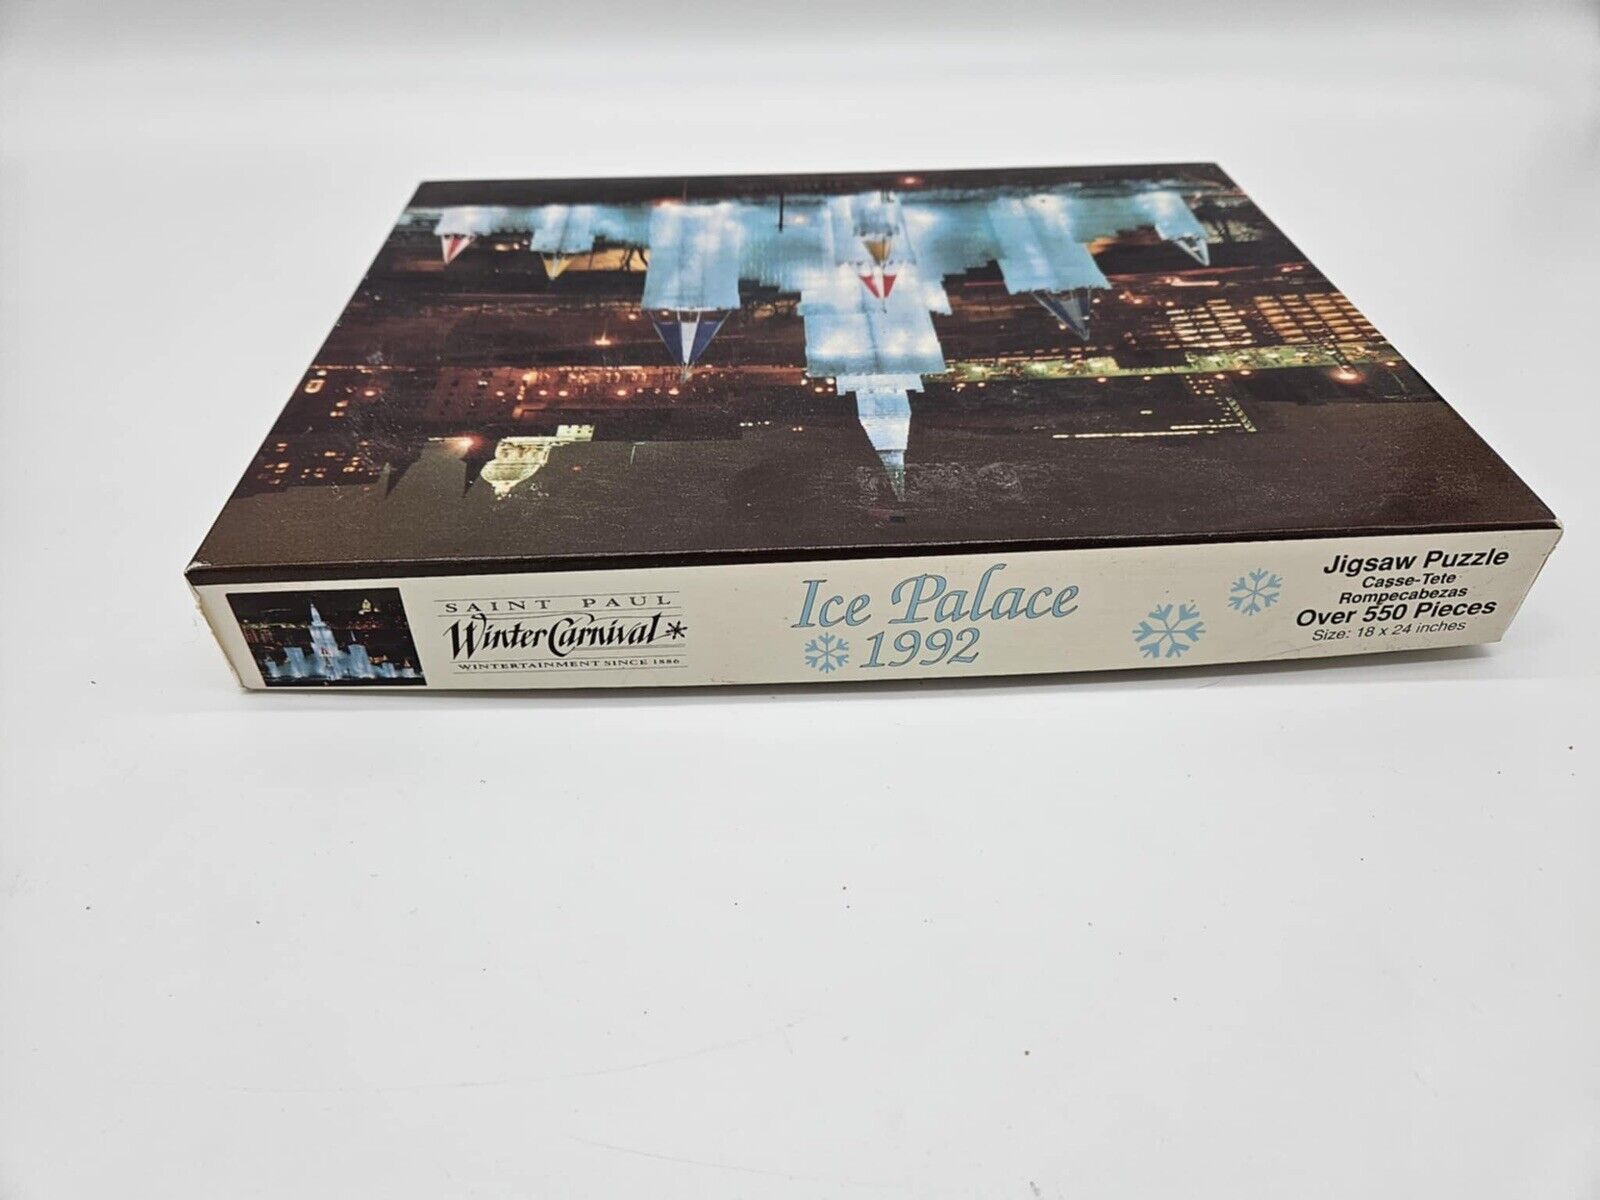 SAINT PAUL
Winter Carnival
WINTERTAINMENT SINCE 1886
Ice Palace
1992
Jigsaw Puzzle
Casse-Tete
Rompecabezas
Over 550 Pieces
Size: 18 x 24 inches